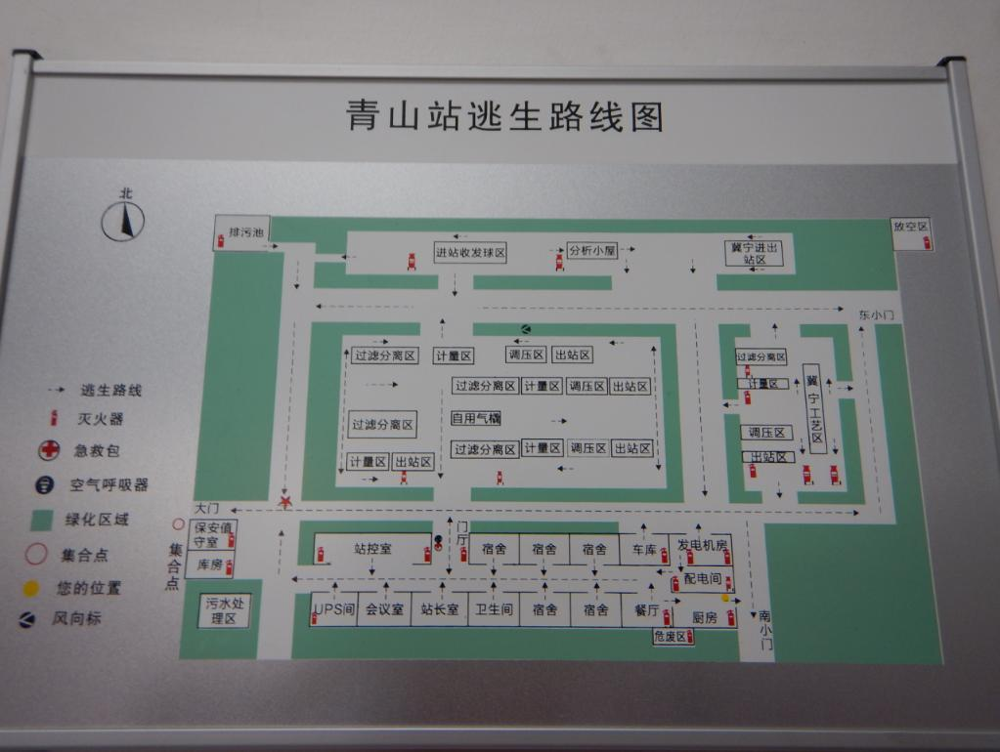 青山站逃生路线图
北
排污池
进站收发球区
分析小屋
冀宁进出
站区
放空区
东小门
过滤分离区
计量区
调压区
出站区
过滤分离区
计量区
调压区
出站区
过滤分离区
自用气橇
过滤分离区
计量区
调压区
出站区
计量区
出站区
过滤分离区
计量区
冀宁工艺区
调压区
出站区
逃生路线
灭火器
急救包
空气呼吸器
绿化区域
集合点
您的位置
风向标
大门
保安值
守室
集合点
库房
污水处
理区
站控室
门厅
宿舍
宿舍
宿舍
车库
发电机房
配电间
UPS间
会议室
站长室
卫生间
宿舍
宿舍
餐厅
厨房
危废区
南小门